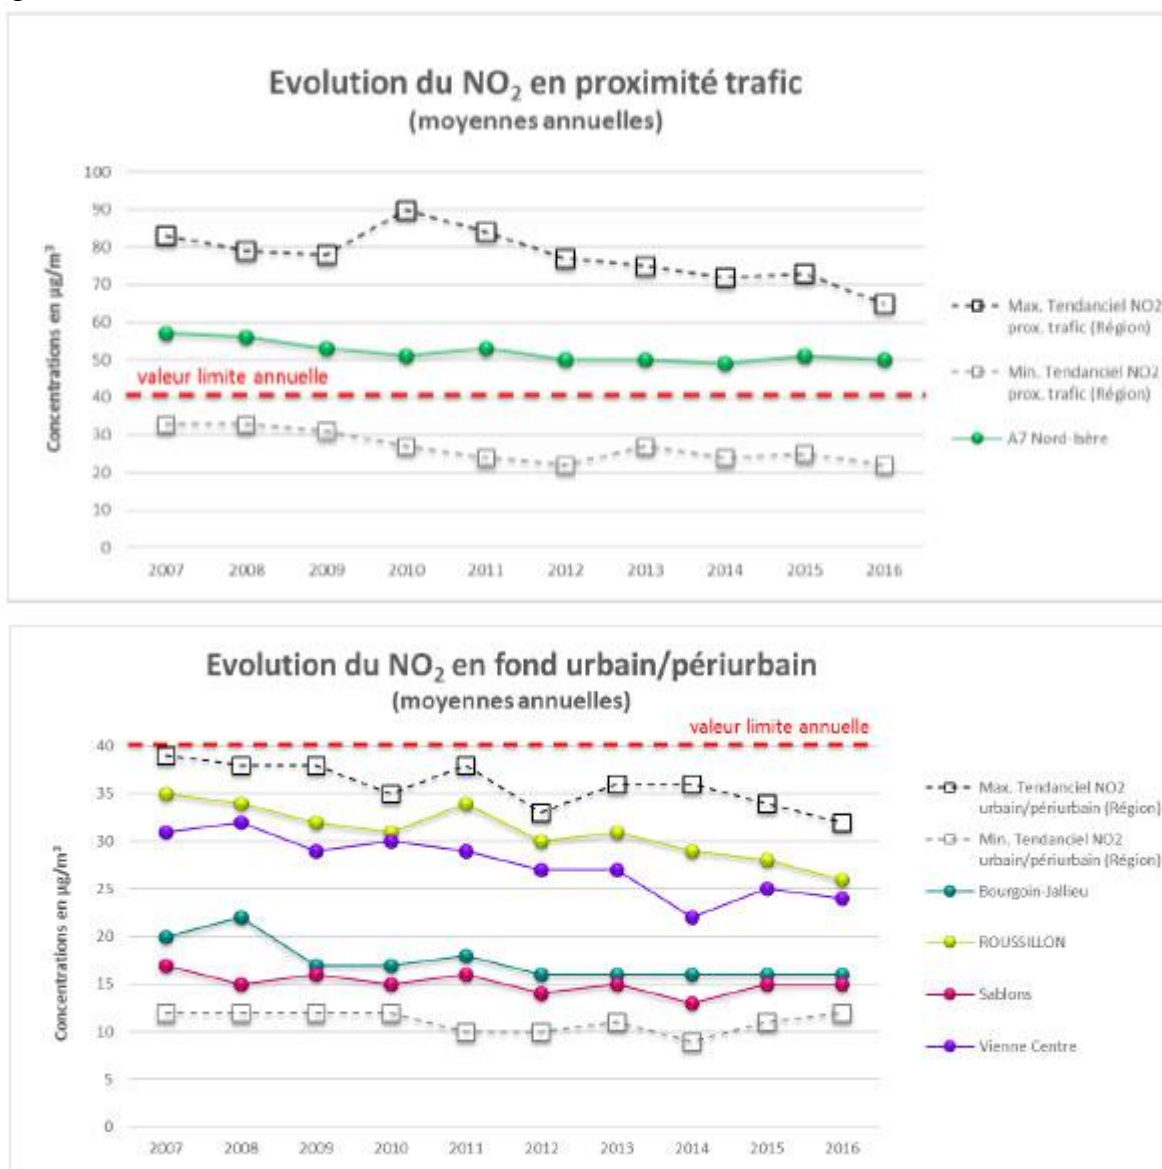 Evolution du NO2 en proximité trafic
(moyennes annuelles)
Concentrations en µg/m³
100
90
80
70
60
50
40
30
20
10
0
valeur limite annuelle
2007 2008 2009 2010 2011 2012 2013 2014 2015 2016
Max. Tendanciel NO2
prox. trafic (Région)
Min. Tendanciel NO2
prox. trafic (Région)
A7 Nord-Isère
Evolution du NO2 en fond urbain/périurbain
(moyennes annuelles)
valeur limite annuelle
Concentrations en µg/m³
40
35
30
25
20
15
10
5
0
2007 2008 2009 2010 2011 2012 2013 2014 2015 2016
Max. Tendanciel NO2
urbain/périurbain (Région)
Min. Tendanciel NO2
urbain/périurbain (Région)
Bourgoin-Jallieu
ROUSSILLON
Sablons
Vienne Centre